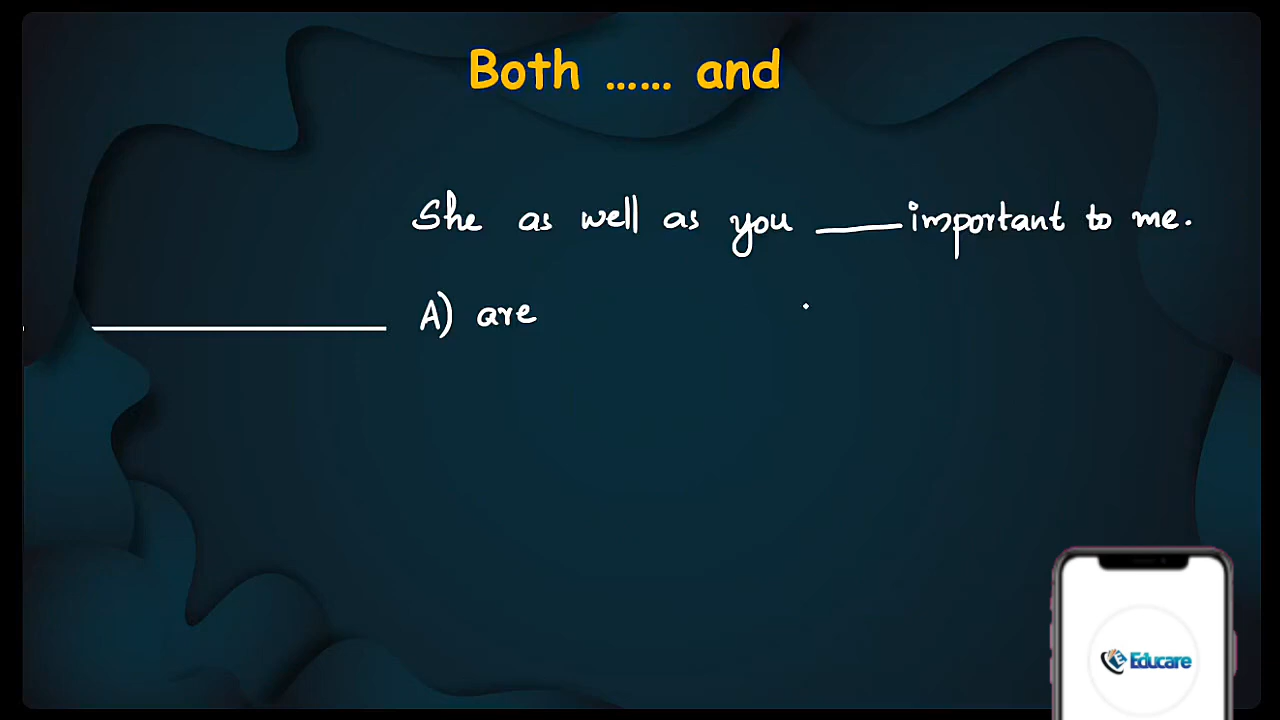 Both ...... and
She as well as you ____ important to me.
A) are
Educare